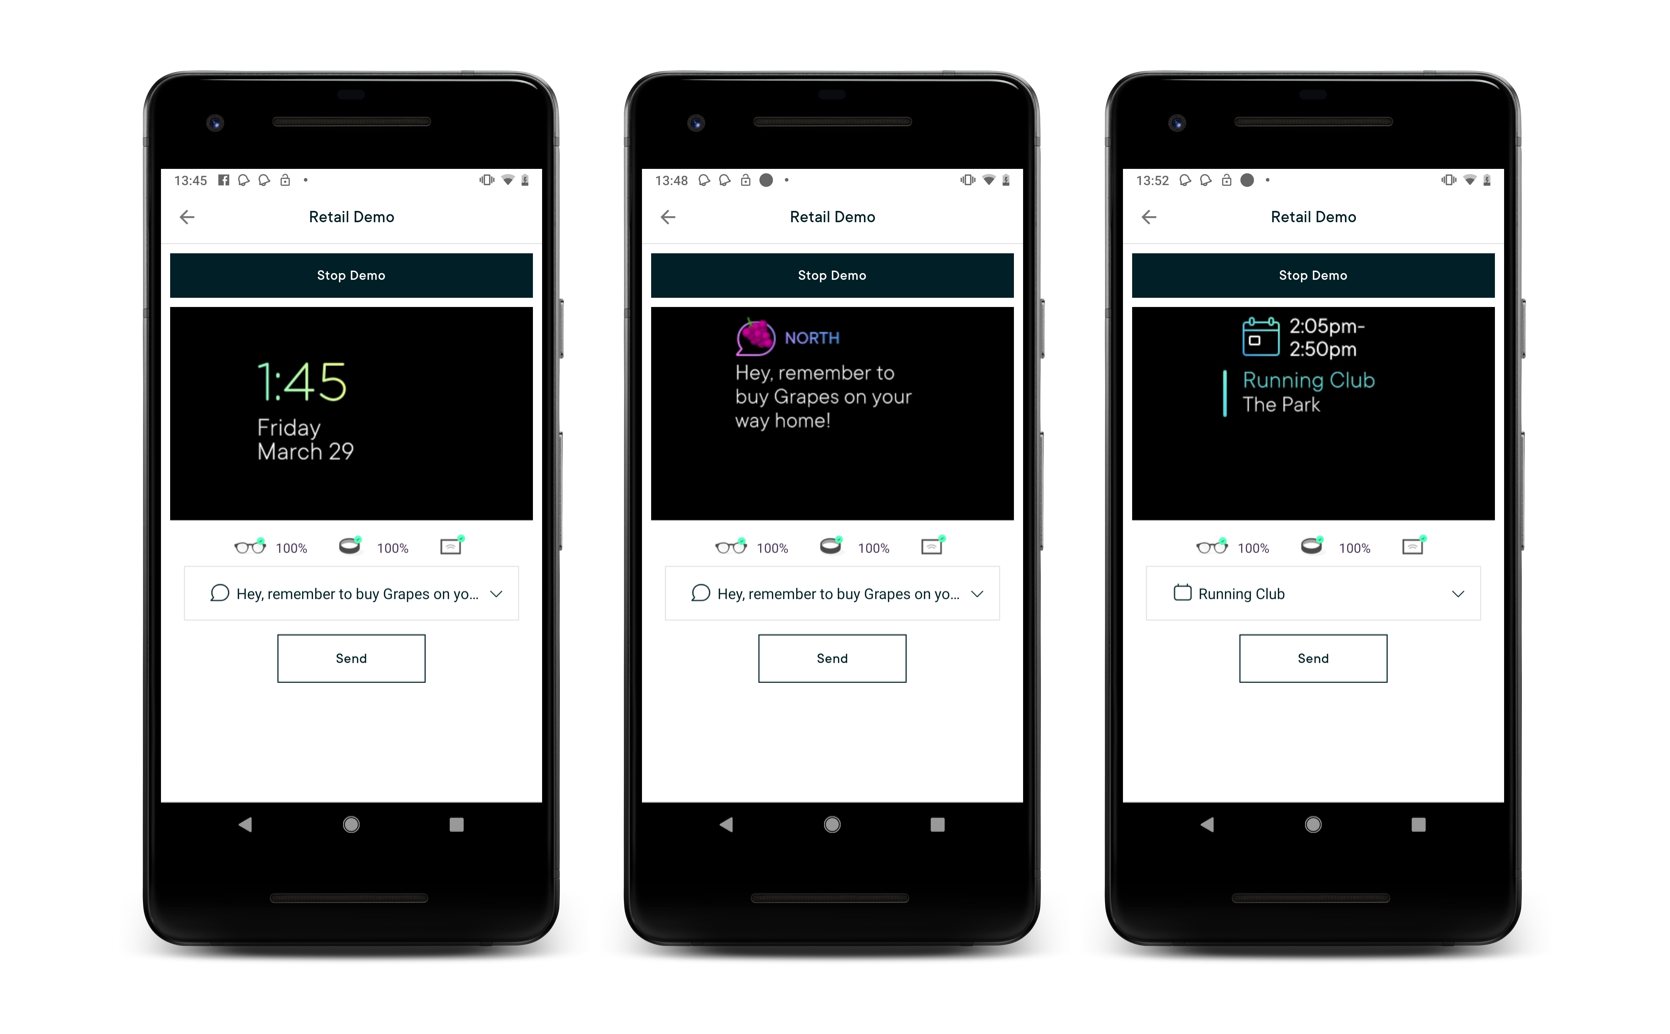 13:45
Retail Demo
Stop Demo
1:45
Friday
March 29
100%
100%
Hey, remember to buy Grapes on yo...
Send
13:48
Retail Demo
Stop Demo
NORTH
Hey, remember to
buy Grapes on your
way home!
100%
100%
Hey, remember to buy Grapes on yo...
Send
13:52
Retail Demo
Stop Demo
2:05pm-
2:50pm
Running Club
The Park
100%
100%
Running Club
Send